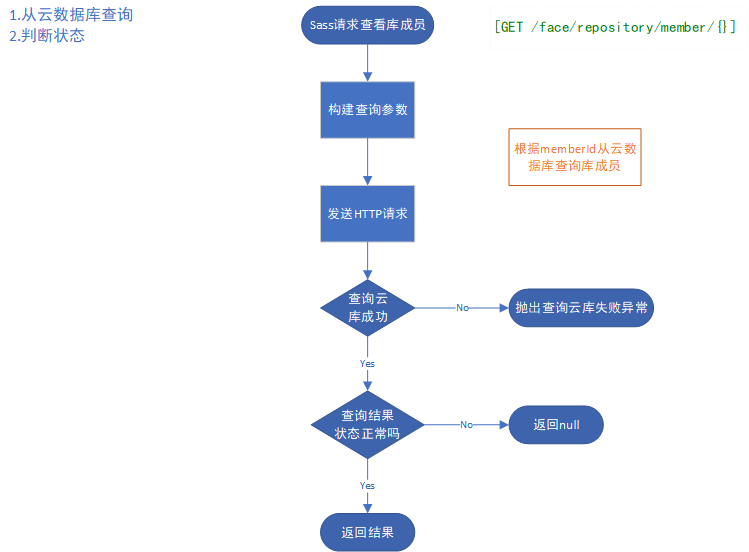 1.从云数据库查询
2.判断状态
Sass请求查看库成员
[GET /face/repository/member/{}]
构建查询参数
根据memberId从云数
据库查询库成员
发送HTTP请求
查询云
库成功
No
抛出查询云库失败异常
Yes
查询结果
状态正常吗
No
返回null
Yes
返回结果